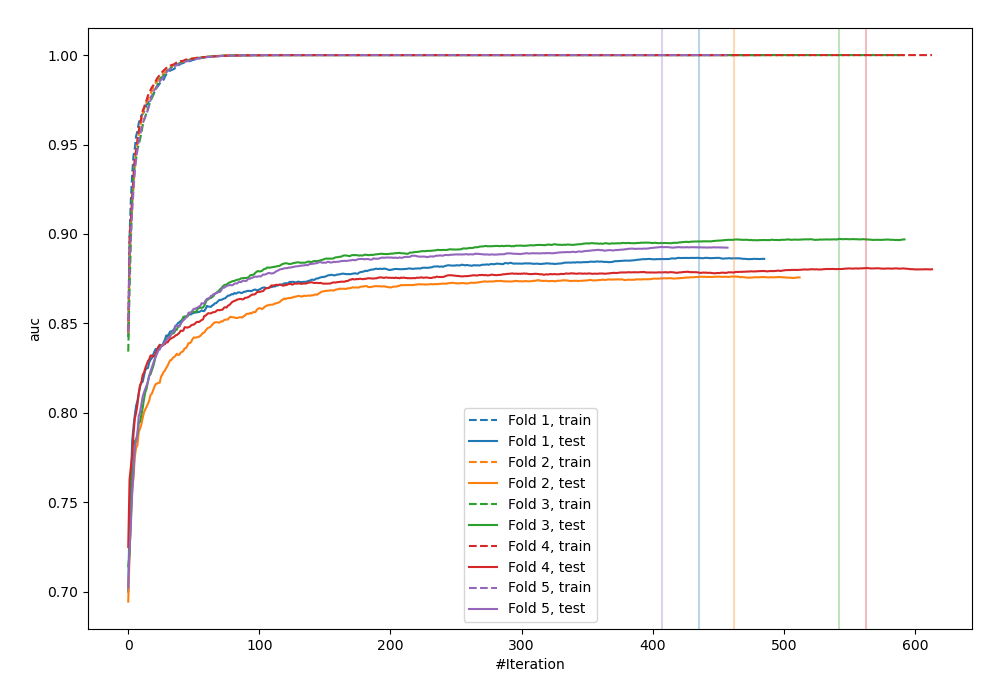 1.00
0.95
0.90
0.85
0.80
0.75
0.70
auc
Fold 1, train
Fold 1, test
Fold 2, train
Fold 2, test
Fold 3, train
Fold 3, test
Fold 4, train
Fold 4, test
Fold 5, train
Fold 5, test
0 100 200 300 400 500 600
#Iteration